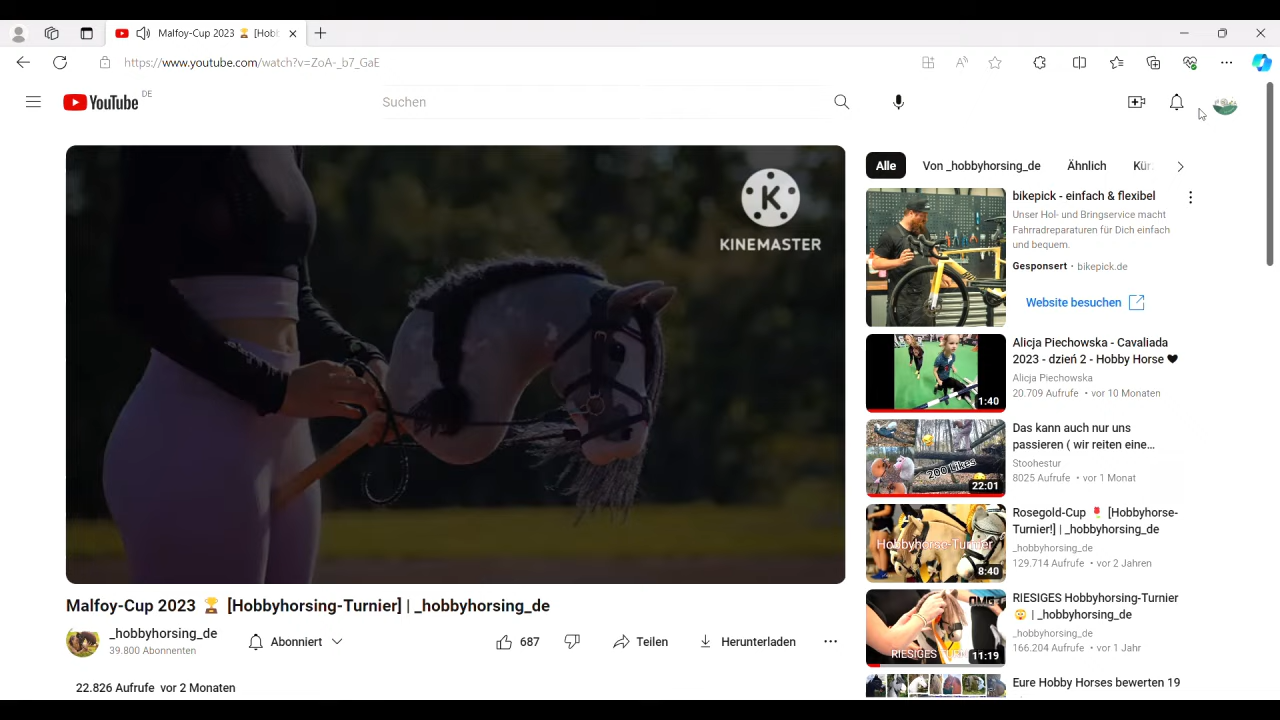 Malfoy-Cup 2023 🏆 [Hobl
https://www.youtube.com/watch?v=ZoA-_b7_GaE
YouTube DE
Suchen
KINEMASTER
Malfoy-Cup 2023 🏆 [Hobbyhorsing-Turnier] | _hobbyhorsing_de
_hobbyhorsing_de
39.800 Abonnenten
Abonniert
687
Teilen
Herunterladen
22.826 Aufrufe vor 2 Monaten
Alle
Von _hobbyhorsing_de
Ähnlich
Kür
bikepick - einfach & flexibel
Unser Hol- und Bringservice macht
Fahrradreparaturen für Dich einfach
und bequem.
Gesponsert · bikepick.de
Website besuchen
1:40
Alicja Piechowska - Cavaliada
2023 - dzień 2 - Hobby Horse 🖤
Alicja Piechowska
20.709 Aufrufe · vor 10 Monaten
200 Likes
22:01
Das kann auch nur uns
passieren ( wir reiten eine...
Stoohestur
8025 Aufrufe · vor 1 Monat
Hobbyhorse-Turnier
8:40
Rosegold-Cup 🌷 [Hobbyhorse-
Turnier!] | _hobbyhorsing_de
_hobbyhorsing_de
129.714 Aufrufe · vor 2 Jahren
11:19
RIESIGES Hobbyhorsing-Turnier
😳 | _hobbyhorsing_de
_hobbyhorsing_de
166.204 Aufrufe · vor 1 Jahr
Eure Hobby Horses bewerten 19